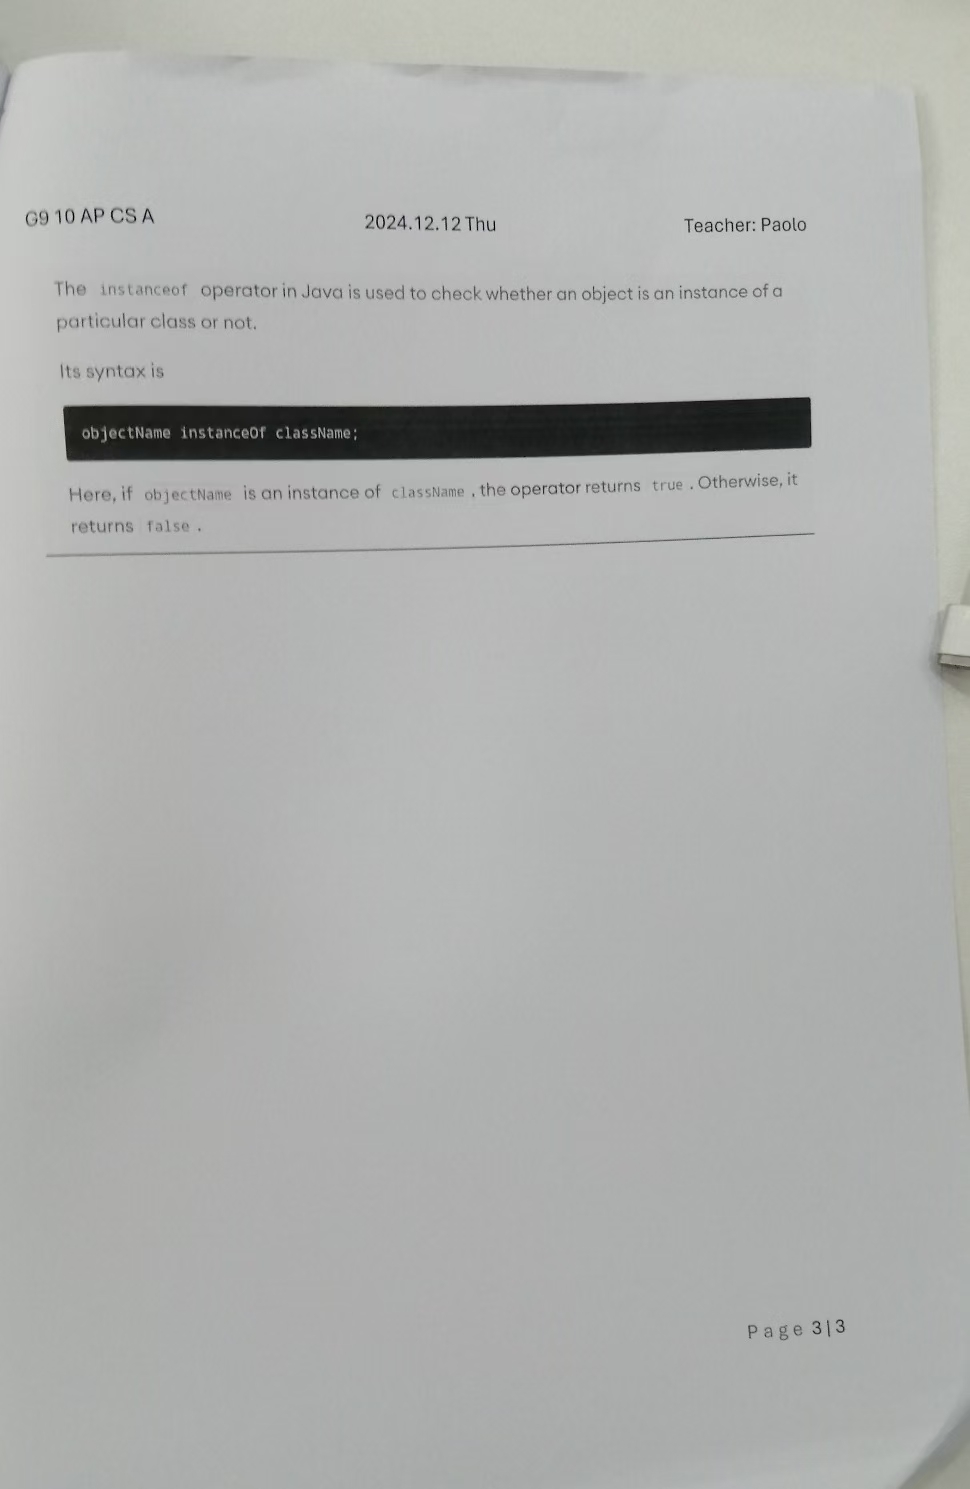 G9 10 AP CS A 2024.12.12 Thu Teacher: Paolo
The instanceof operator in Java is used to check whether an object is an instance of a
particular class or not.
Its syntax is
objectName instanceOf className;
Here, if objectName is an instance of className , the operator returns true . Otherwise, it
returns false .
Page 3|3